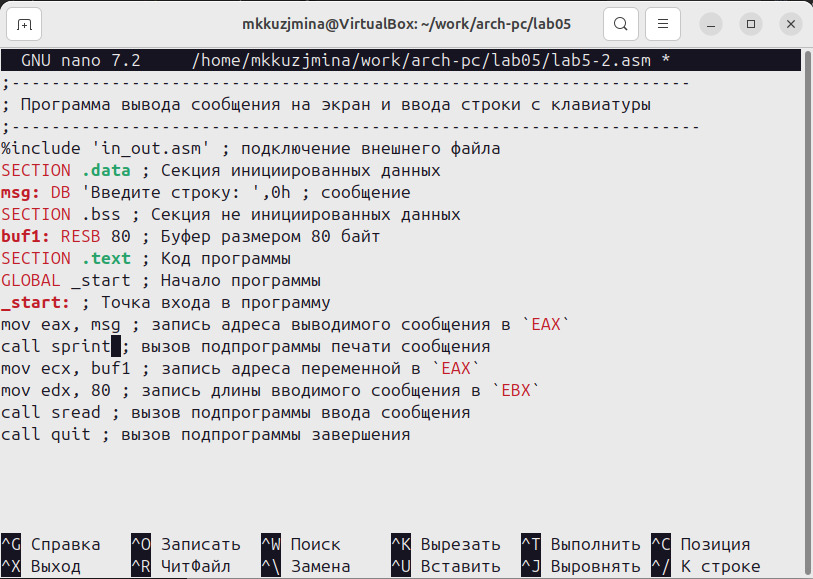 mkkuzjmina@VirtualBox: ~/work/arch-pc/lab05
GNU nano 7.2 /home/mkkuzjmina/work/arch-pc/lab05/lab5-2.asm *
;--------------------------------------------------------------------
; Программа вывода сообщения на экран и ввода строки с клавиатуры
;---------------------------------------------------------------------
%include 'in_out.asm' ; подключение внешнего файла
SECTION .data ; Секция инициированных данных
msg: DB 'Введите строку: ',0h ; сообщение
SECTION .bss ; Секция не инициированных данных
buf1: RESB 80 ; Буфер размером 80 байт
SECTION .text ; Код программы
GLOBAL _start ; Начало программы
_start: ; Точка входа в программу
mov eax, msg ; запись адреса выводимого сообщения в `EAX`
call sprint ; вызов подпрограммы печати сообщения
mov ecx, buf1 ; запись адреса переменной в `EAX`
mov edx, 80 ; запись длины вводимого сообщения в `EBX`
call sread ; вызов подпрограммы ввода сообщения
call quit ; вызов подпрограммы завершения
^G Справка ^O Записать ^W Поиск ^K Вырезать ^T Выполнить ^C Позиция
^X Выход ^R ЧитФайл ^\ Замена ^U Вставить ^J Выровнять ^/ К строке